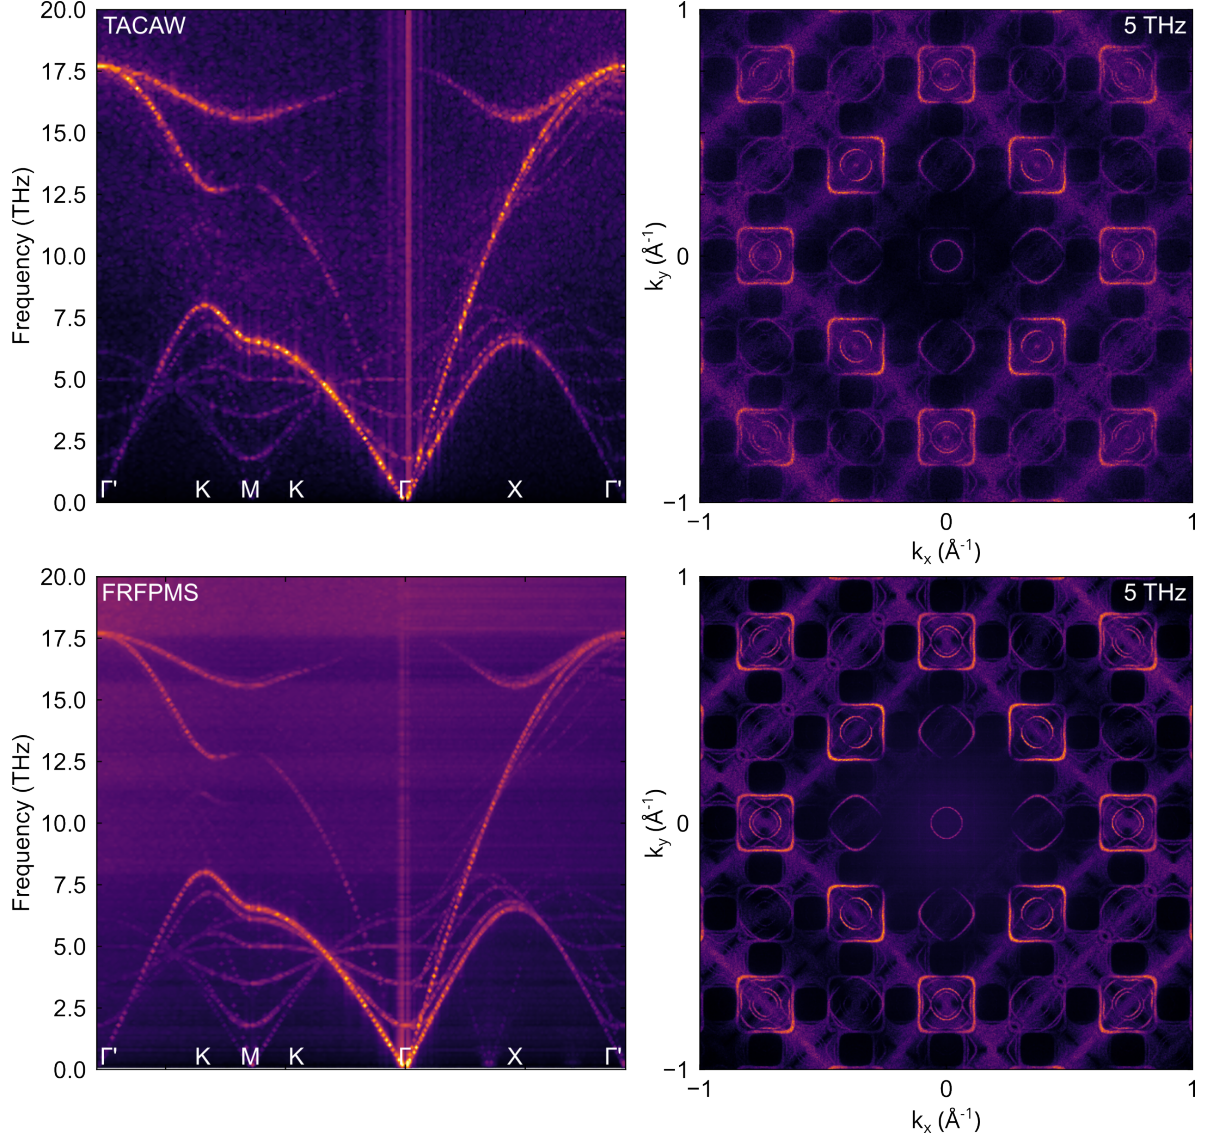 TACAW
20.0
17.5
15.0
12.5
10.0
7.5
5.0
2.5
0.0
Frequency (THz)
Γ' K M K Γ X Γ'
5 THz
1
0
−1
k_y (Å⁻¹)
−1 0 1
k_x (Å⁻¹)
FRFPMS
20.0
17.5
15.0
12.5
10.0
7.5
5.0
2.5
0.0
Frequency (THz)
Γ' K M K Γ X Γ'
5 THz
1
0
−1
k_y (Å⁻¹)
−1 0 1
k_x (Å⁻¹)